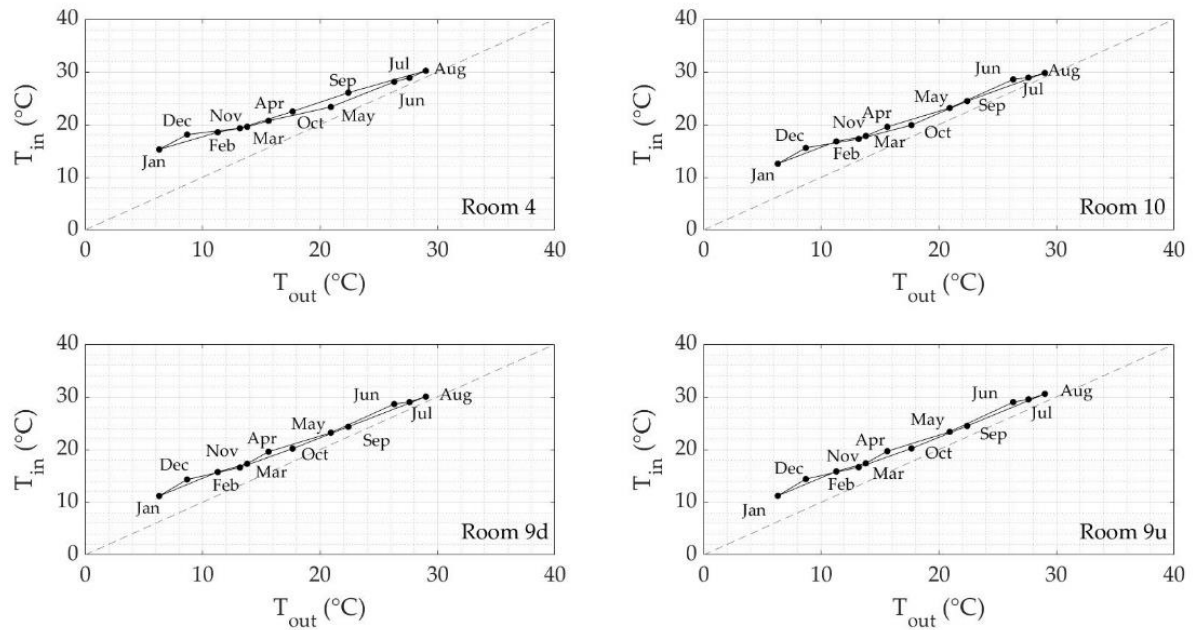 40
30
20
10
0
T_in (°C)
Jul
Aug
Sep
Jun
Dec
Nov
Apr
May
Oct
Jan
Feb
Mar
Room 4
0 10 20 30 40
T_out (°C)
40
30
20
10
0
T_in (°C)
Jun
Aug
Jul
May
Sep
Dec
Nov
Apr
Oct
Jan
Feb
Mar
Room 10
0 10 20 30 40
T_out (°C)
40
30
20
10
0
T_in (°C)
Jun
Aug
Jul
May
Sep
Apr
Nov
Oct
Dec
Mar
Feb
Jan
Room 9d
0 10 20 30 40
T_out (°C)
40
30
20
10
0
T_in (°C)
Jun
Aug
Jul
May
Sep
Apr
Nov
Oct
Dec
Mar
Feb
Jan
Room 9u
0 10 20 30 40
T_out (°C)